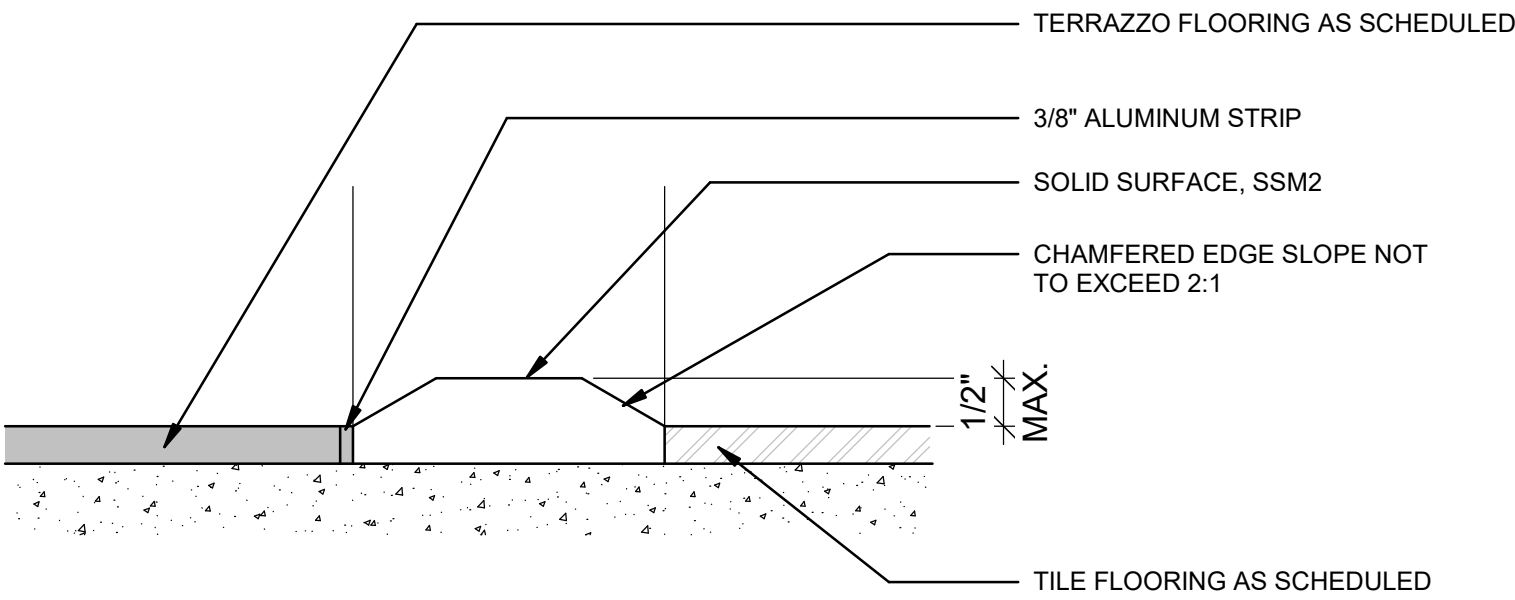 TERRAZZO FLOORING AS SCHEDULED
3/8" ALUMINUM STRIP
SOLID SURFACE, SSM2
CHAMFERED EDGE SLOPE NOT
TO EXCEED 2:1
1/2"
MAX.
TILE FLOORING AS SCHEDULED